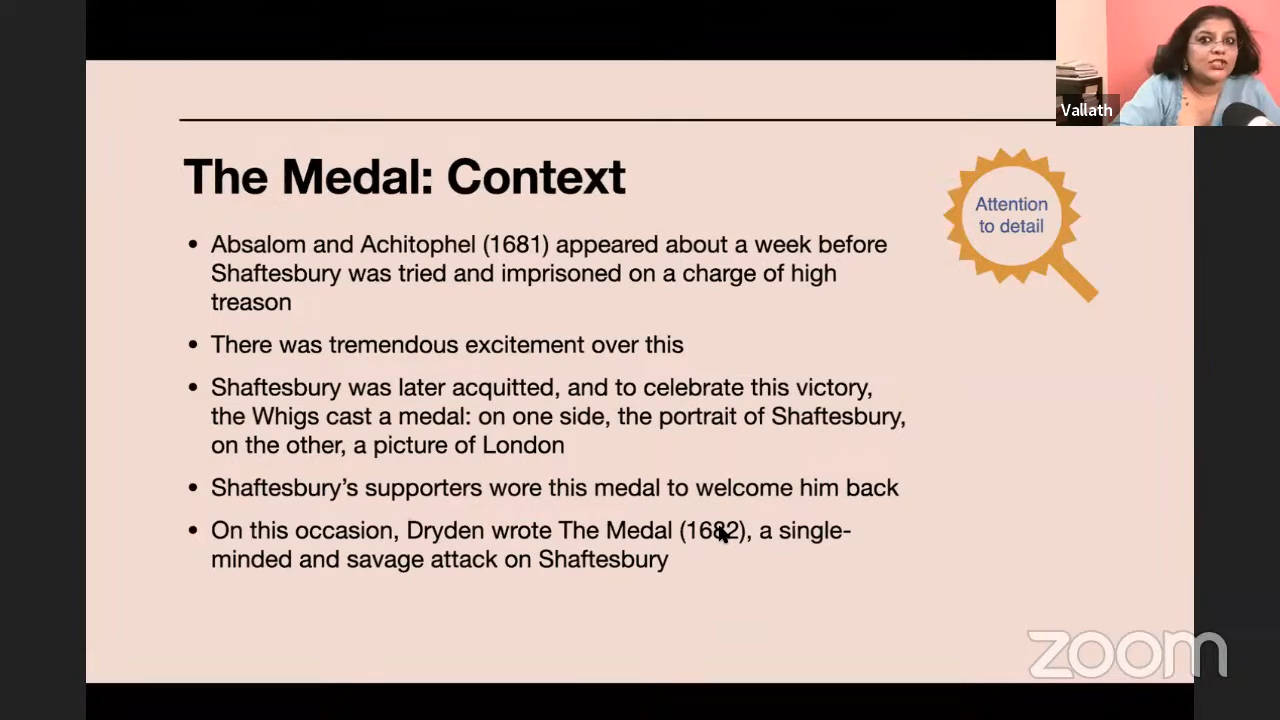 Vallath
The Medal: Context
Attention
to detail
• Absalom and Achitophel (1681) appeared about a week before
Shaftesbury was tried and imprisoned on a charge of high
treason
• There was tremendous excitement over this
• Shaftesbury was later acquitted, and to celebrate this victory,
the Whigs cast a medal: on one side, the portrait of Shaftesbury,
on the other, a picture of London
• Shaftesbury’s supporters wore this medal to welcome him back
• On this occasion, Dryden wrote The Medal (1682), a single-
minded and savage attack on Shaftesbury
zoom